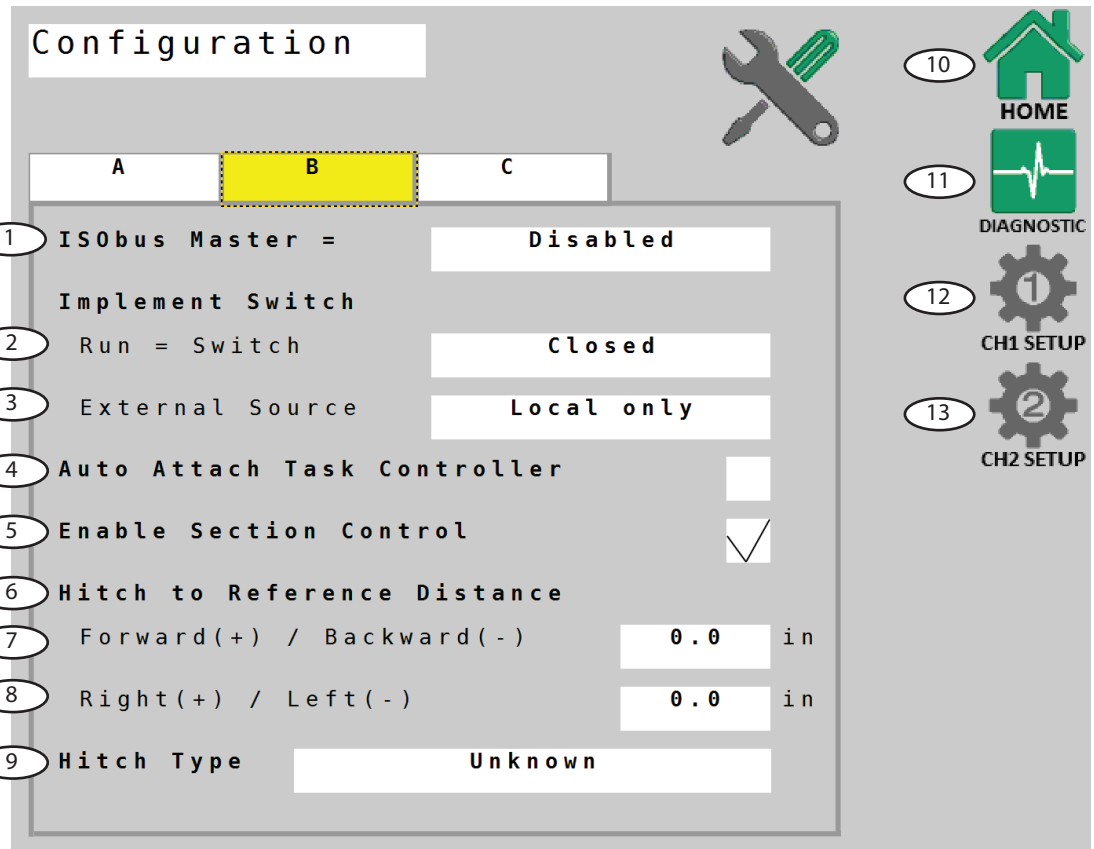 Configuration
A B C
1 ISObus Master = Disabled
Implement Switch
2 Run = Switch Closed
3 External Source Local only
4 Auto Attach Task Controller
5 Enable Section Control
6 Hitch to Reference Distance
7 Forward(+) / Backward(-) 0.0 in
8 Right(+) / Left(-) 0.0 in
9 Hitch Type Unknown
10 HOME
11 DIAGNOSTIC
12 1 CH1 SETUP
13 2 CH2 SETUP